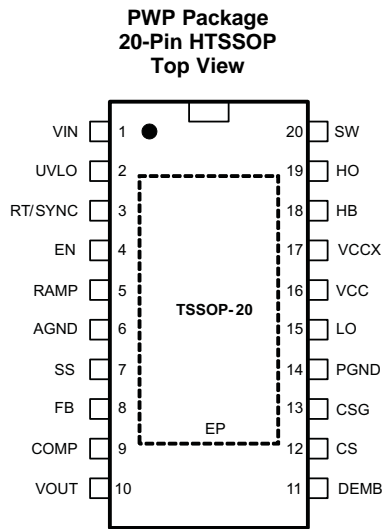 PWP Package
20-Pin HTSSOP
Top View
VIN 1 20 SW
UVLO 2 19 HO
RT/SYNC 3 18 HB
EN 4 17 VCCX
RAMP 5 16 VCC
TSSOP-20
AGND 6 15 LO
SS 7 14 PGND
FB 8 13 CSG
EP
COMP 9 12 CS
VOUT 10 11 DEMB